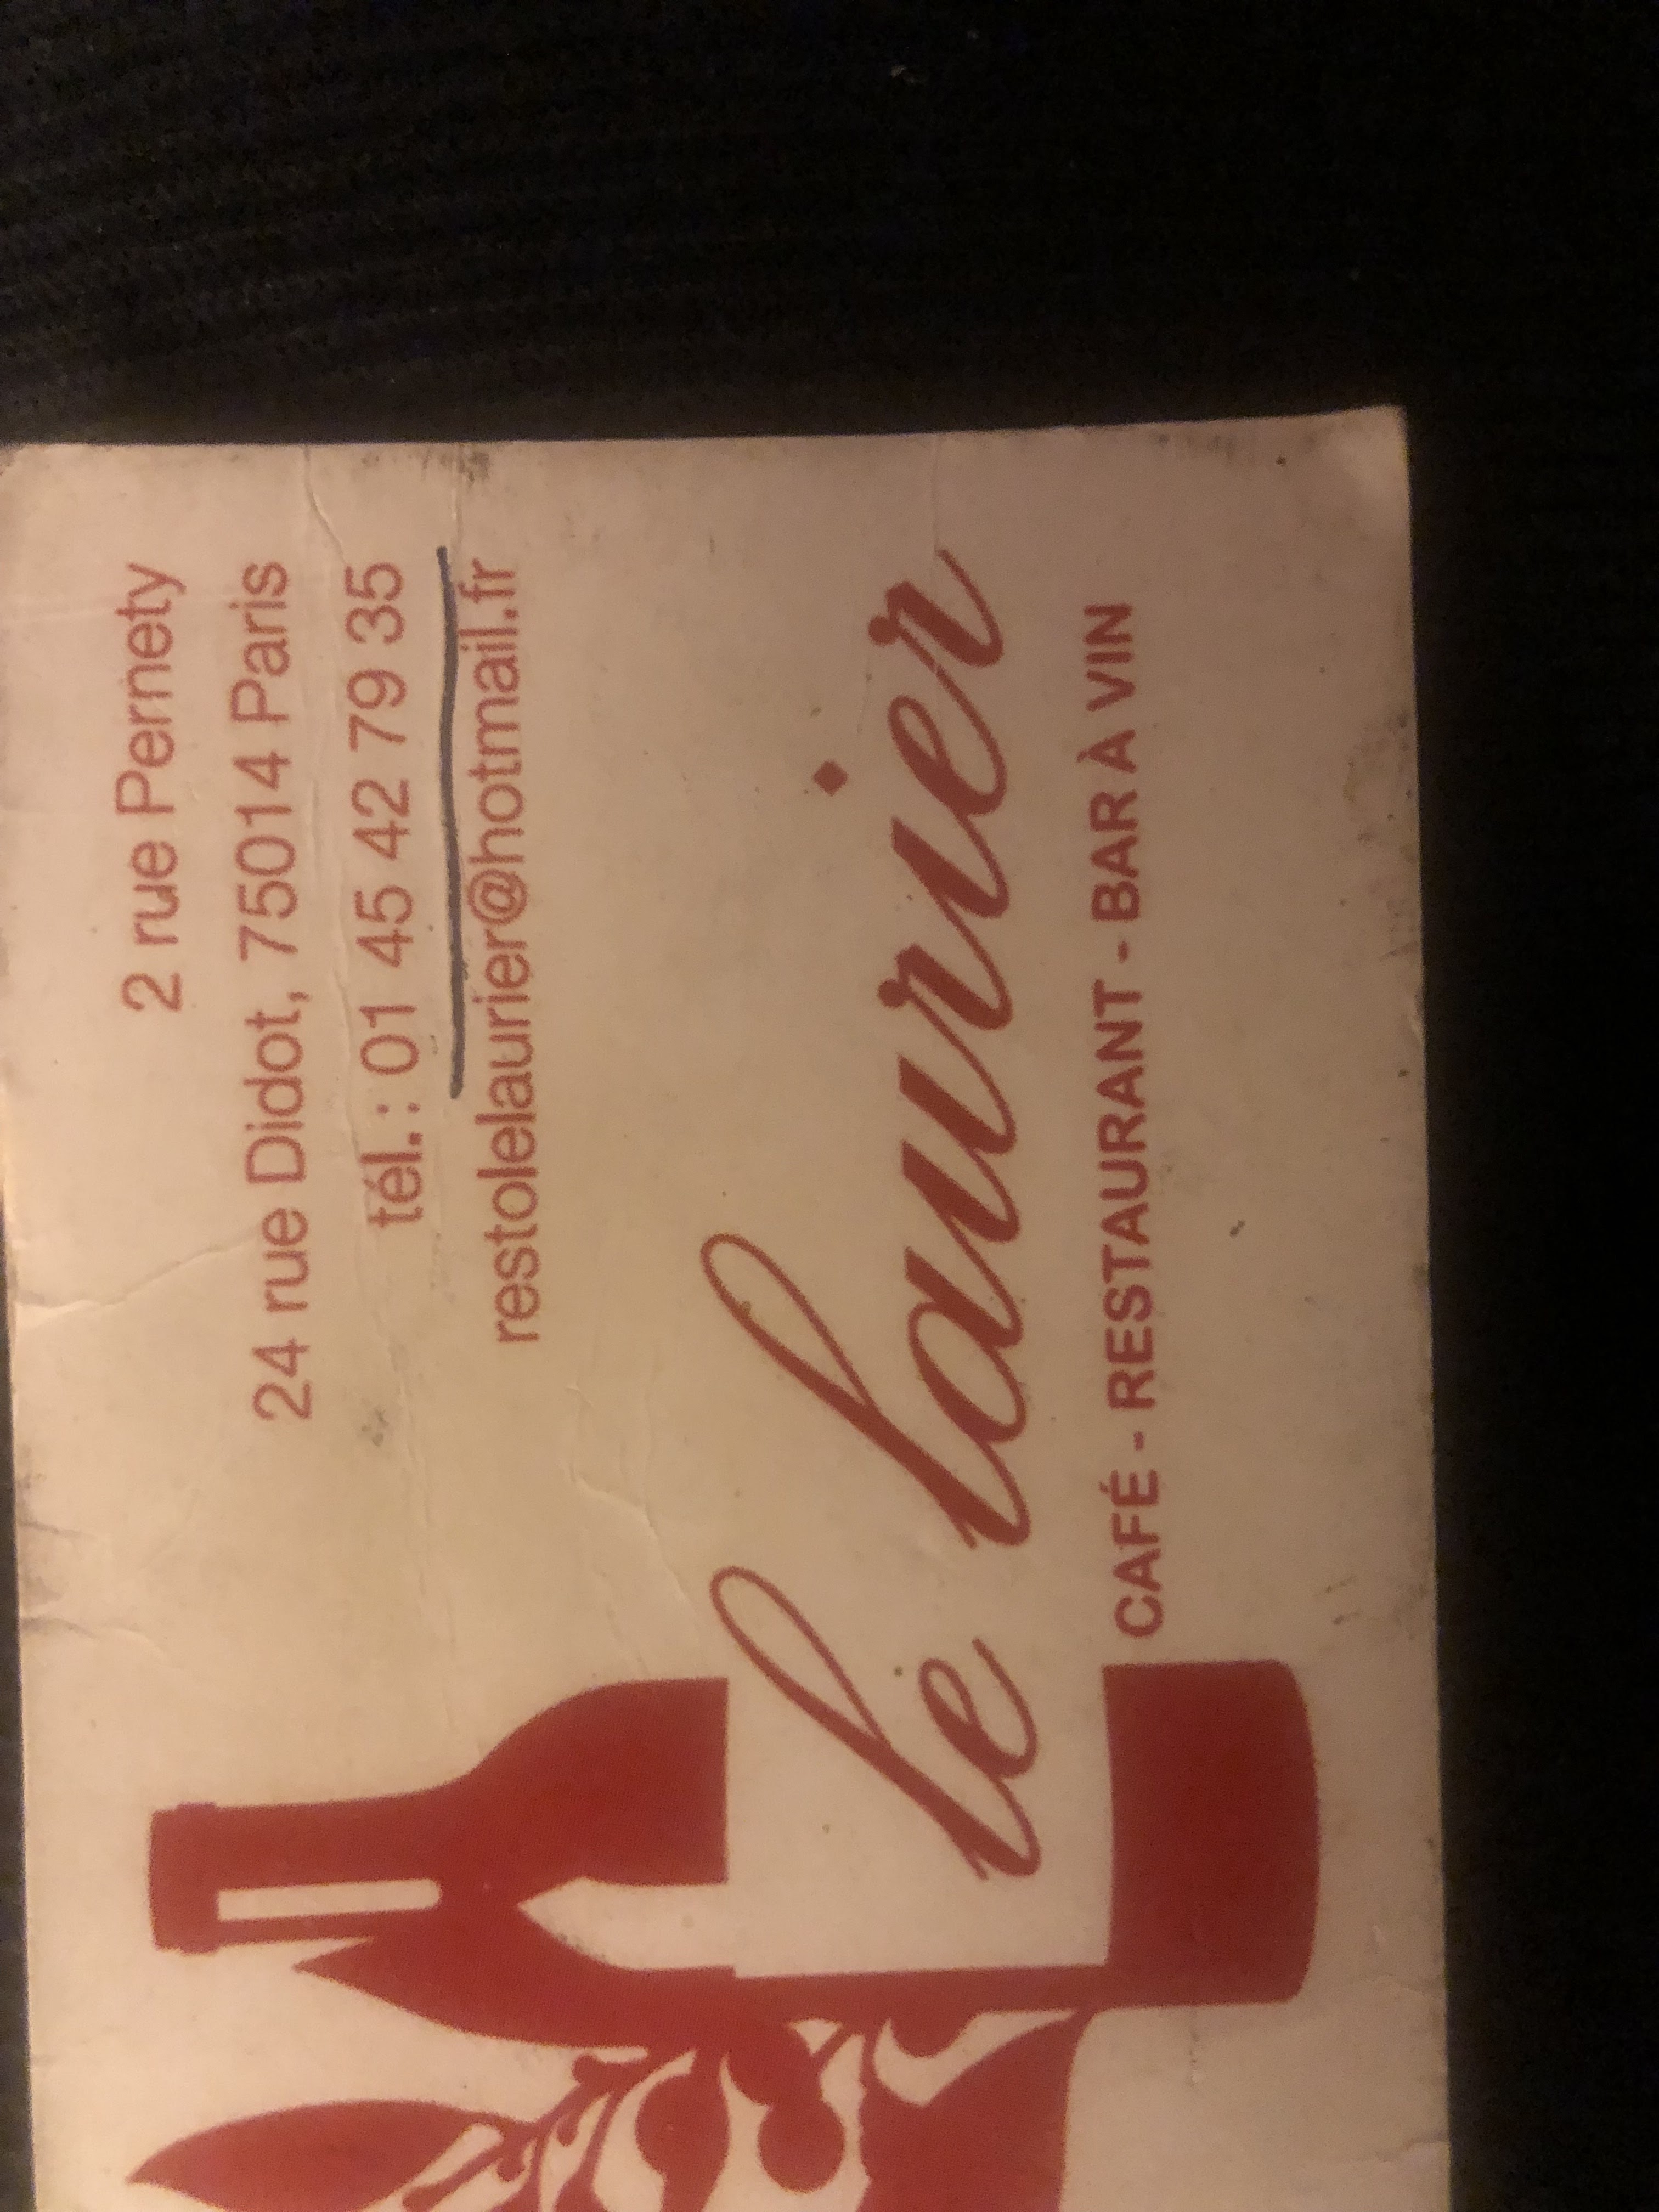 2 rue Pernety
24 rue Didot, 75014 Paris
tél.: 01 45 42 79 35
restolelaurier@hotmail.fr
le laurier
CAFÉ - RESTAURANT - BAR À VIN